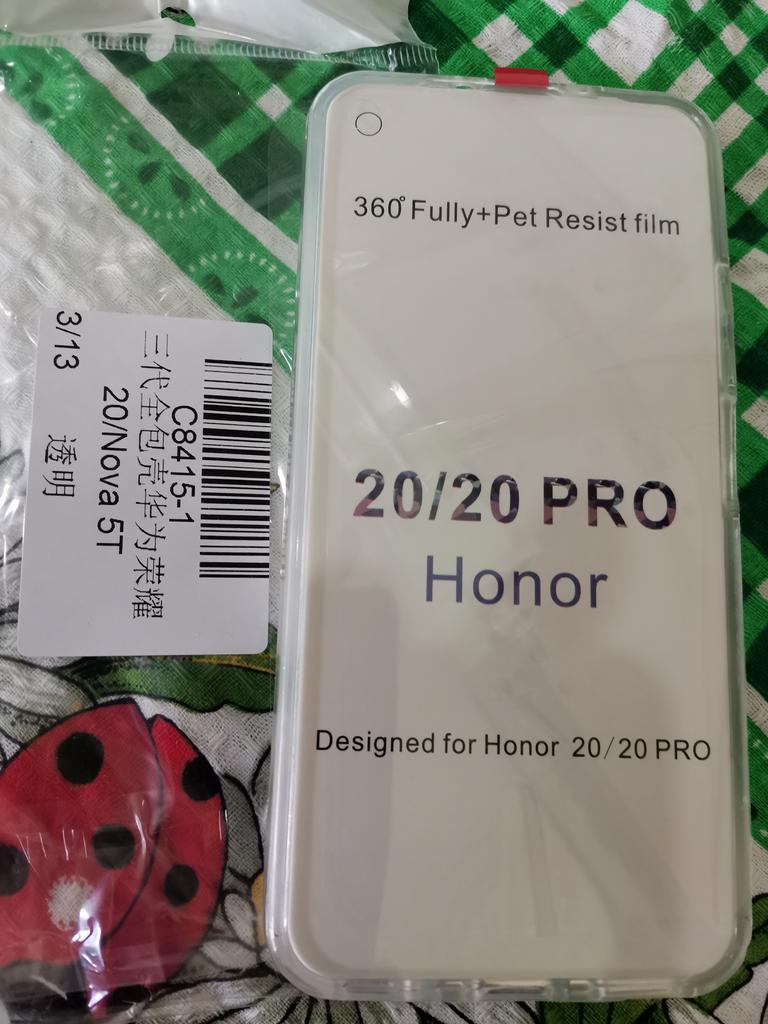 360° Fully+Pet Resist film
20/20 PRO
Honor
Designed for Honor 20/20 PRO
C8415-1
三代全包壳华为荣耀
20/Nova 5T
透明
3/13